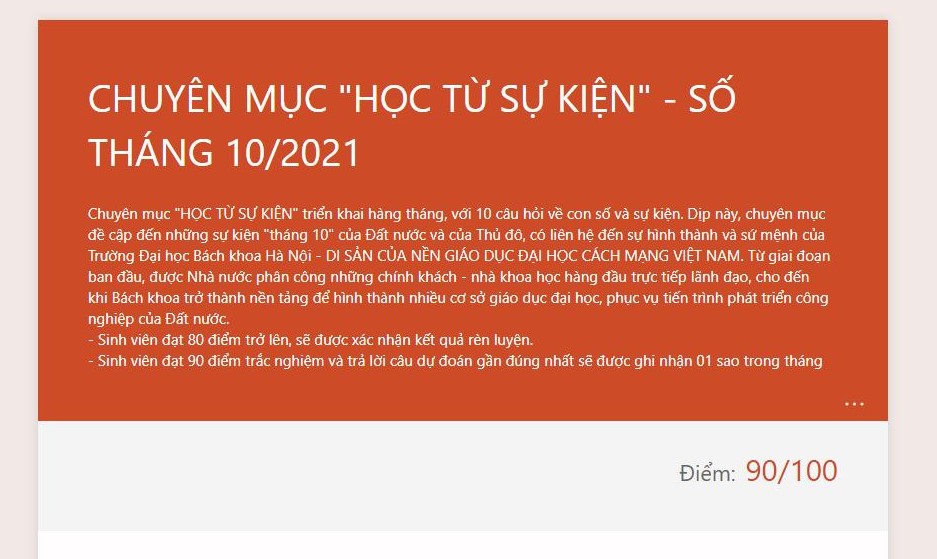 CHUYÊN MỤC "HỌC TỪ SỰ KIỆN" - SỐ
THÁNG 10/2021
Chuyên mục "HỌC TỪ SỰ KIỆN" triển khai hàng tháng, với 10 câu hỏi về con số và sự kiện. Dịp này, chuyên mục
đề cập đến những sự kiện "tháng 10" của Đất nước và của Thủ đô, có liên hệ đến sự hình thành và sứ mệnh của
Trường Đại học Bách khoa Hà Nội - DI SẢN CỦA NỀN GIÁO DỤC ĐẠI HỌC CÁCH MẠNG VIỆT NAM. Từ giai đoạn
ban đầu, được Nhà nước phân công những chính khách - nhà khoa học hàng đầu trực tiếp lãnh đạo, cho đến
khi Bách khoa trở thành nền tảng để hình thành nhiều cơ sở giáo dục đại học, phục vụ tiến trình phát triển công
nghiệp của Đất nước.
- Sinh viên đạt 80 điểm trở lên, sẽ được xác nhận kết quả rèn luyện.
- Sinh viên đạt 90 điểm trắc nghiệm và trả lời câu dự đoán gần đúng nhất sẽ được ghi nhận 01 sao trong tháng
...
Điểm: 90/100